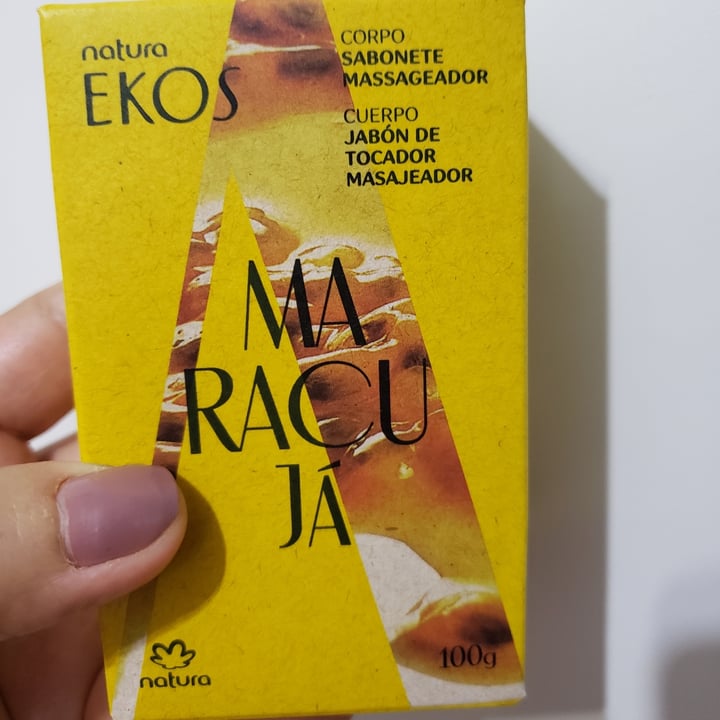 natura
EKOS
CORPO
SABONETE
MASSAGEADOR
CUERPO
JABÓN DE
TOCADOR
MASAJEADOR
MA
RACU
JÁ
natura
100g